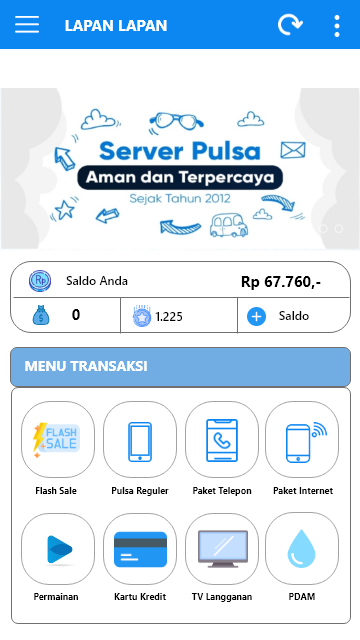 LAPAN LAPAN
Server Pulsa
Aman dan Terpercaya
Sejak Tahun 2012
Rp Saldo Anda Rp 67.760,-
$ 0 1.225 Saldo
MENU TRANSAKSI
FLASH
SALE
Flash Sale Pulsa Reguler Paket Telepon Paket Internet
Permainan Kartu Kredit TV Langganan PDAM